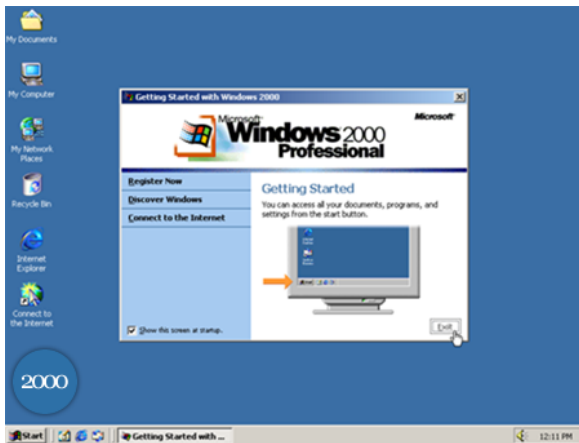 My Documents
My Computer
My Network
Places
Recycle Bin
Internet
Explorer
Connect to
the Internet
Getting Started with Windows 2000
Microsoft
Microsoft
Windows 2000
Professional
Register Now
Discover Windows
Connect to the Internet
Getting Started
You can access all your documents, programs, and
settings from the start button.
Show this screen at startup.
Exit
2000
Start
Getting Started with ...
12:11 PM